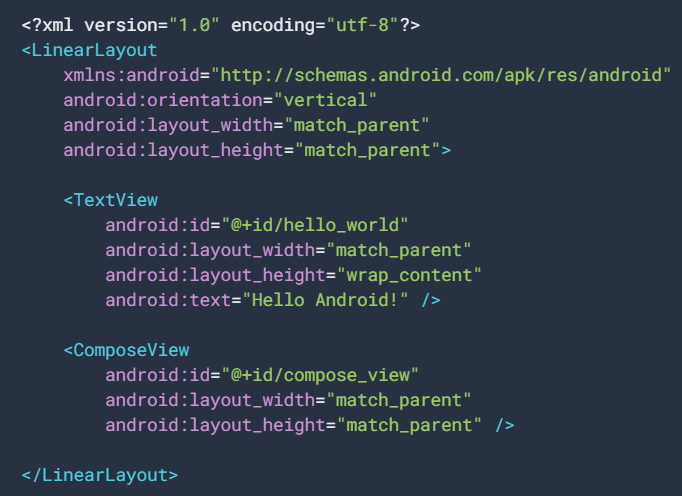 <?xml version="1.0" encoding="utf-8"?>
<LinearLayout
    xmlns:android="http://schemas.android.com/apk/res/android"
    android:orientation="vertical"
    android:layout_width="match_parent"
    android:layout_height="match_parent">

    <TextView
        android:id="@+id/hello_world"
        android:layout_width="match_parent"
        android:layout_height="wrap_content"
        android:text="Hello Android!" />

    <ComposeView
        android:id="@+id/compose_view"
        android:layout_width="match_parent"
        android:layout_height="match_parent" />

</LinearLayout>